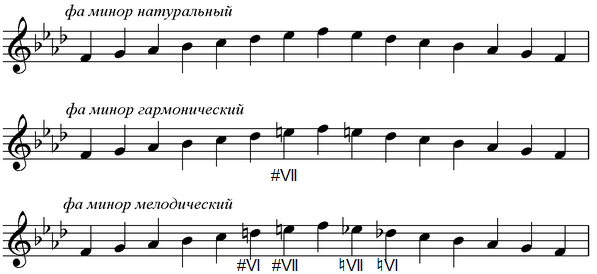 фа минор натуральный
фа минор гармонический
#VII
фа минор мелодический
#VI #VII ♮VII ♮VI